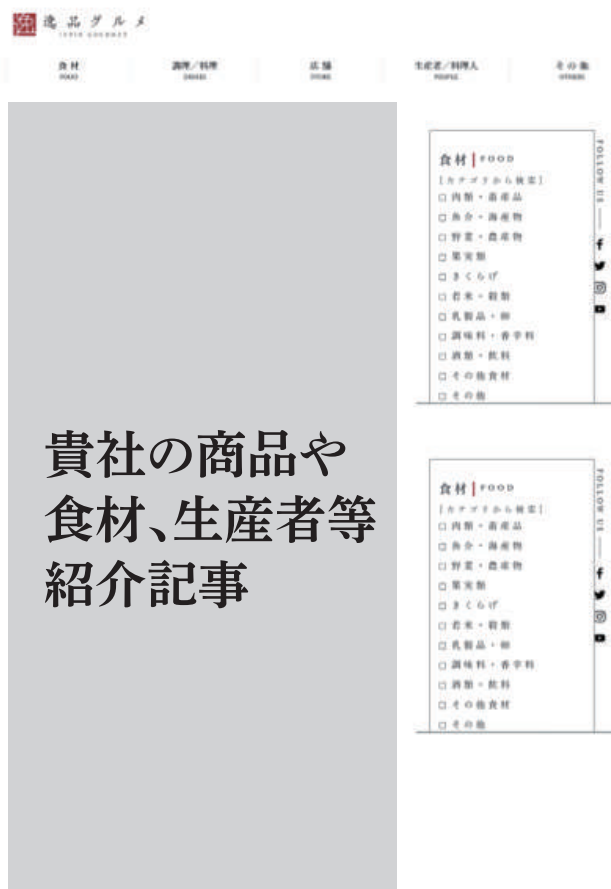 逸品グルメ
IPPIN GOURMET
食材
FOOD
調理/料理
DISHES
店舗
STORE
生産者/料理人
PEOPLE
その他
OTHERS
貴社の商品や
食材、生産者等
紹介記事
食材 FOOD
[カテゴリから検索]
肉類・畜産品
魚介・海産物
野菜・農産物
果実類
きくらげ
若米・穀類
乳製品・卵
調味料・香辛料
酒類・飲料
その他食材
その他
FOLLOW US
食材 FOOD
[カテゴリから検索]
肉類・畜産品
魚介・海産物
野菜・農産物
果実類
きくらげ
若米・穀類
乳製品・卵
調味料・香辛料
酒類・飲料
その他食材
その他
FOLLOW US